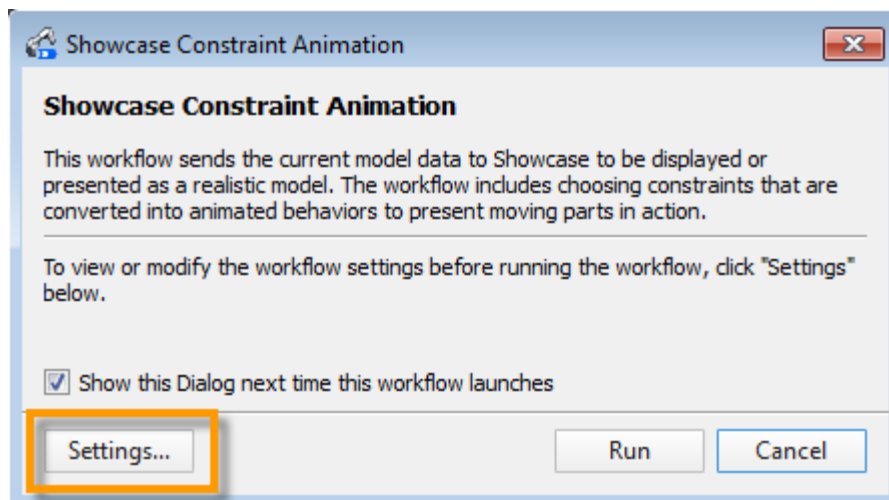 Showcase Constraint Animation
Showcase Constraint Animation
This workflow sends the current model data to Showcase to be displayed or
presented as a realistic model. The workflow includes choosing constraints that are
converted into animated behaviors to present moving parts in action.
To view or modify the workflow settings before running the workflow, click "Settings"
below.
Show this Dialog next time this workflow launches
Settings... Run Cancel